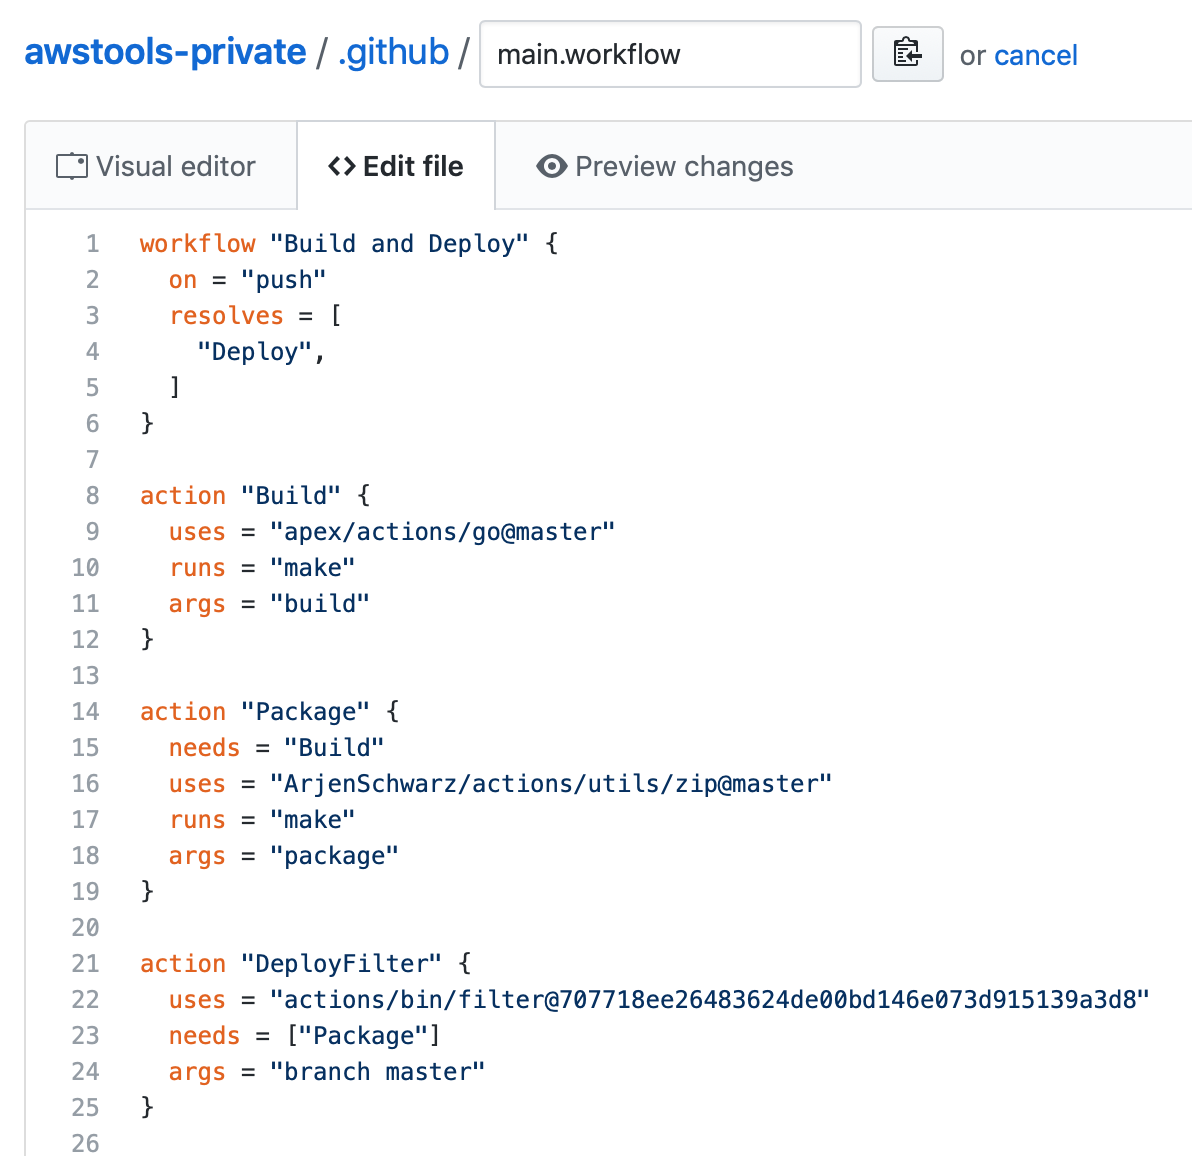 awstools-private / .github / main.workflow or cancel
Visual editor <> Edit file Preview changes
1 workflow "Build and Deploy" {
2   on = "push"
3   resolves = [
4     "Deploy",
5   ]
6 }
7
8 action "Build" {
9   uses = "apex/actions/go@master"
10   runs = "make"
11   args = "build"
12 }
13
14 action "Package" {
15   needs = "Build"
16   uses = "ArjenSchwarz/actions/utils/zip@master"
17   runs = "make"
18   args = "package"
19 }
20
21 action "DeployFilter" {
22   uses = "actions/bin/filter@707718ee26483624de00bd146e073d915139a3d8"
23   needs = ["Package"]
24   args = "branch master"
25 }
26